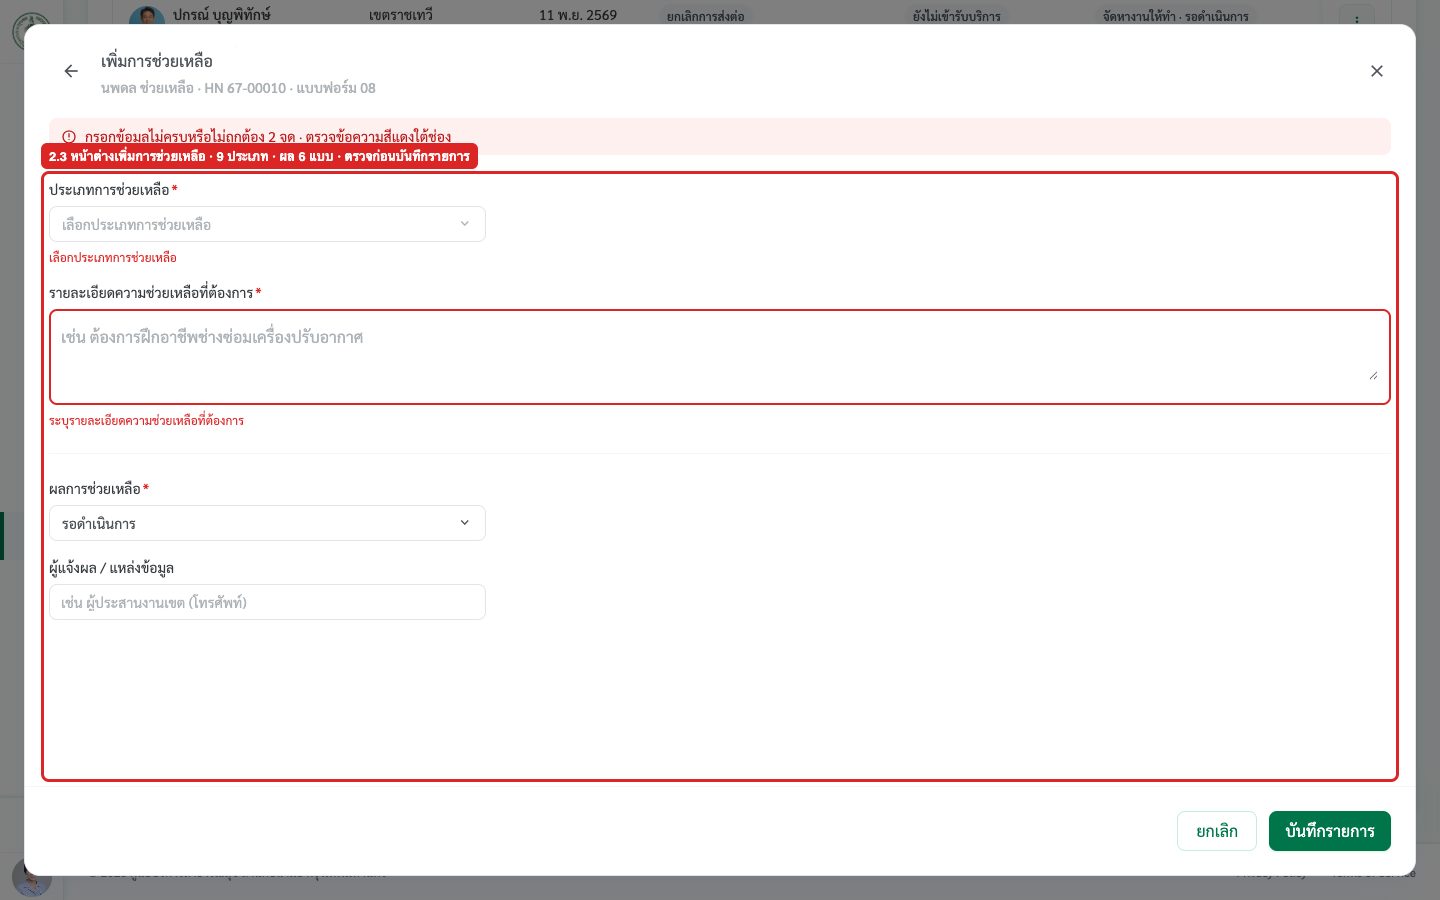 ปกรณ์ บุญพิทักษ์
เขตราชเทวี
11 พ.ย. 2569
ยกเลิกการส่งต่อ
ยังไม่เข้ารับบริการ
จัดหางานให้ทำ · รอดำเนินการ
เพิ่มการช่วยเหลือ
นพดล ช่วยเหลือ · HN 67-00010 · แบบฟอร์ม 08
กรอกข้อมูลไม่ครบหรือไม่ถูกต้อง 2 จุด · ตรวจข้อความสีแดงใต้ช่อง
2.3 หน้าต่างเพิ่มการช่วยเหลือ · 9 ประเภท · ผล 6 แบบ · ตรวจก่อนบันทึกรายการ
ประเภทการช่วยเหลือ*
เลือกประเภทการช่วยเหลือ
เลือกประเภทการช่วยเหลือ
รายละเอียดความช่วยเหลือที่ต้องการ*
เช่น ต้องการฝึกอาชีพช่างซ่อมเครื่องปรับอากาศ
ระบุรายละเอียดความช่วยเหลือที่ต้องการ
ผลการช่วยเหลือ*
รอดำเนินการ
ผู้แจ้งผล / แหล่งข้อมูล
เช่น ผู้ประสานงานเขต (โทรศัพท์)
ยกเลิก
บันทึกรายการ